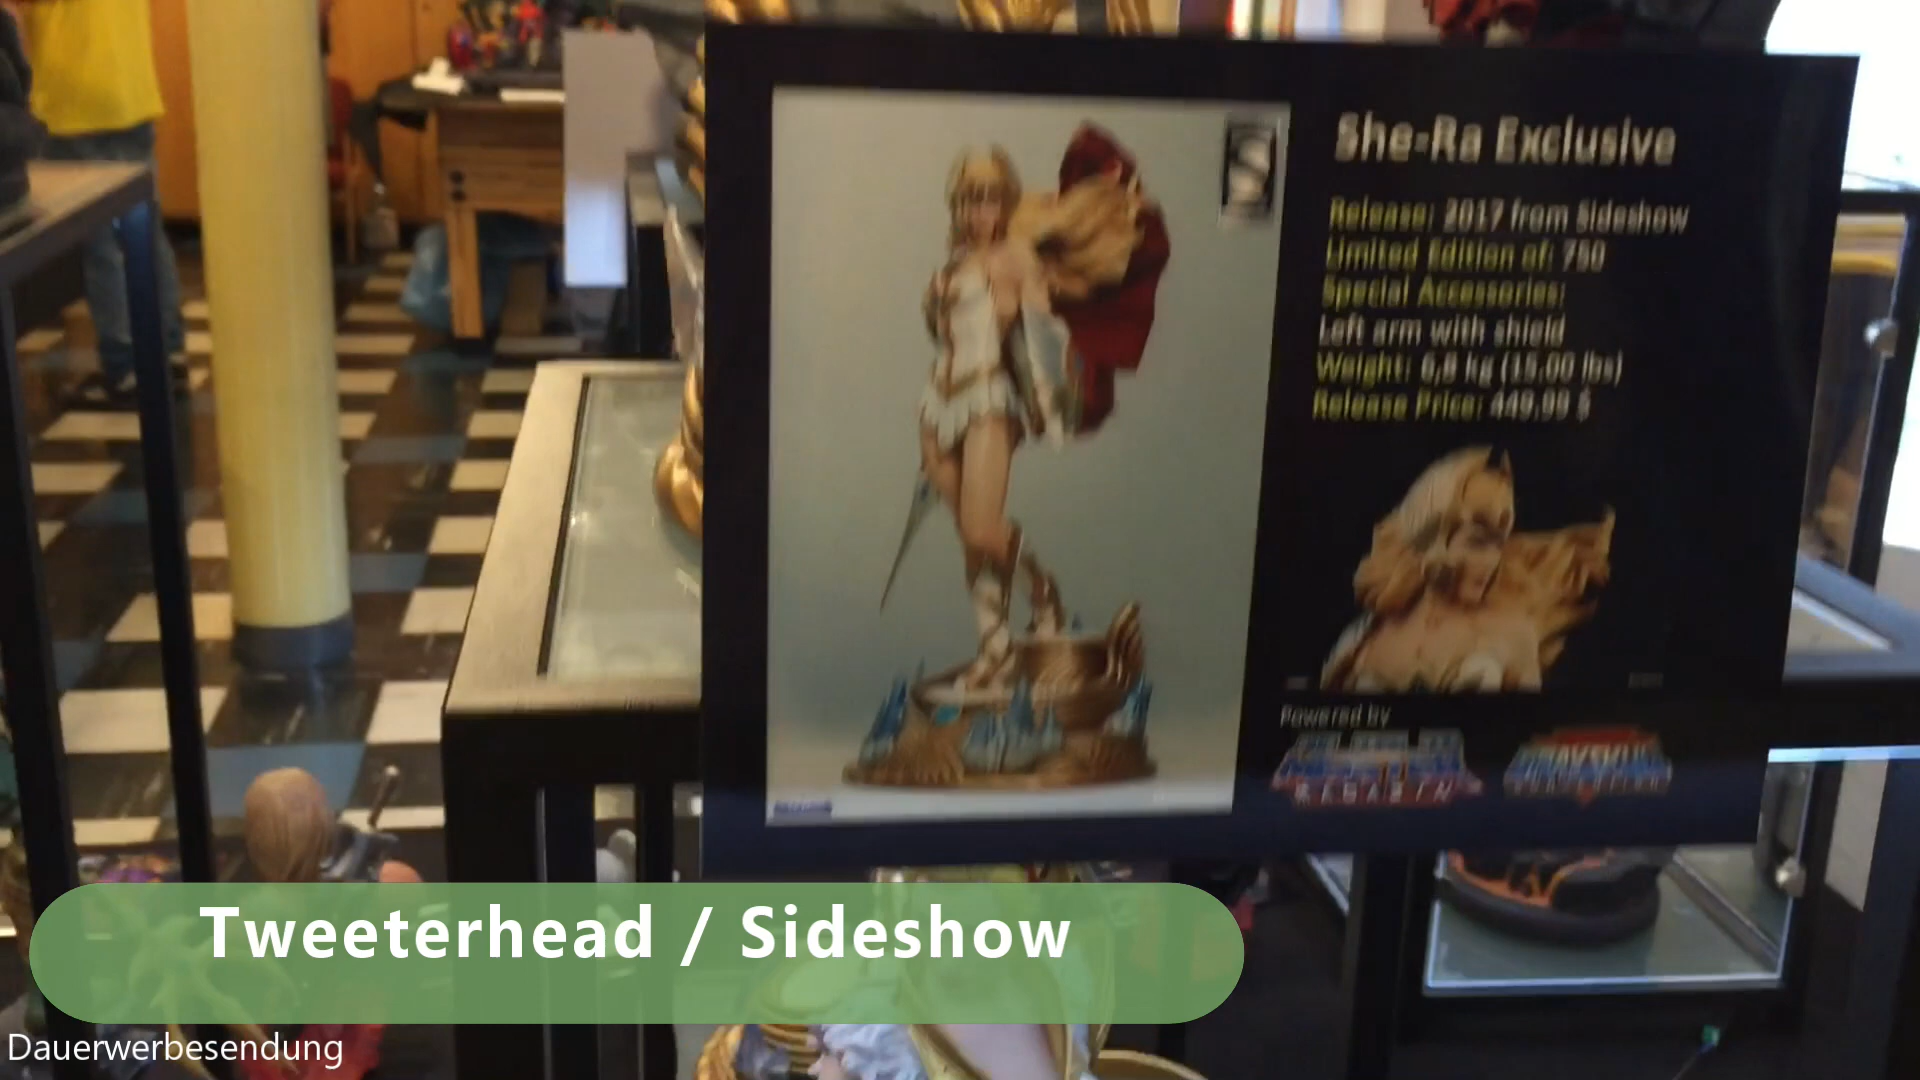 She-Ra Exclusive
Release: 2017 from Sideshow
Limited Edition of: 750
Special Accessories:
Left arm with shield
Weight: 6,8 kg (15,00 lbs)
Release Price: 449,99 $
Powered by
Tweeterhead / Sideshow
Dauerwerbesendung